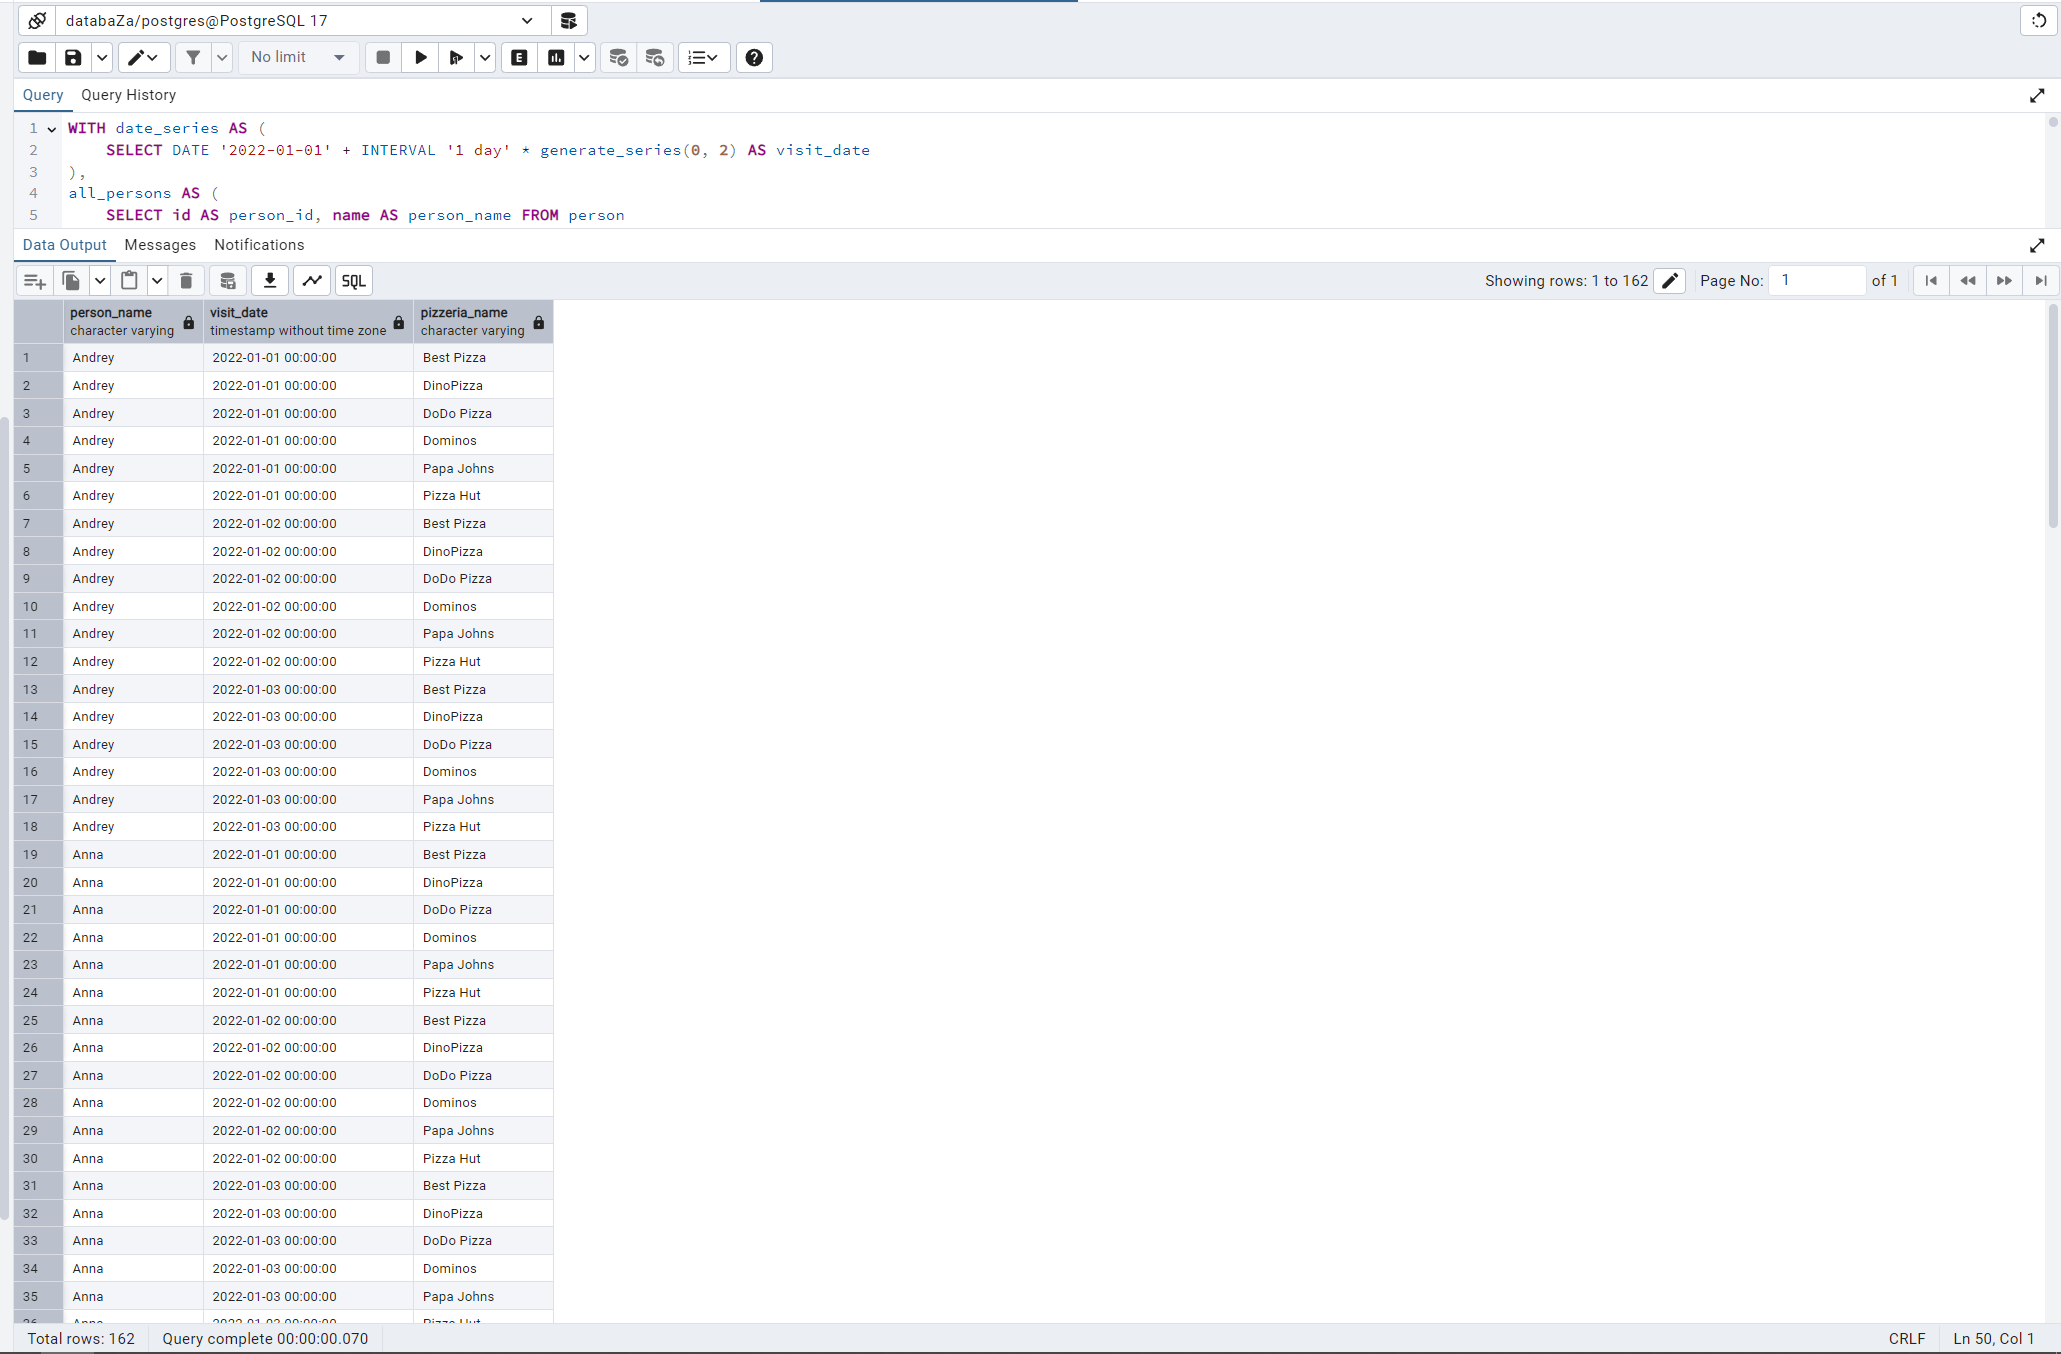 databaZa/postgres@PostgreSQL 17
No limit
E
Query Query History
1 WITH date_series AS (
2 SELECT DATE '2022-01-01' + INTERVAL '1 day' * generate_series(0, 2) AS visit_date
3 ),
4 all_persons AS (
5 SELECT id AS person_id, name AS person_name FROM person
Data Output Messages Notifications
SQL Showing rows: 1 to 162 Page No: 1 of 1
person_name visit_date pizzeria_name
character varying timestamp without time zone character varying
1 Andrey 2022-01-01 00:00:00 Best Pizza
2 Andrey 2022-01-01 00:00:00 DinoPizza
3 Andrey 2022-01-01 00:00:00 DoDo Pizza
4 Andrey 2022-01-01 00:00:00 Dominos
5 Andrey 2022-01-01 00:00:00 Papa Johns
6 Andrey 2022-01-01 00:00:00 Pizza Hut
7 Andrey 2022-01-02 00:00:00 Best Pizza
8 Andrey 2022-01-02 00:00:00 DinoPizza
9 Andrey 2022-01-02 00:00:00 DoDo Pizza
10 Andrey 2022-01-02 00:00:00 Dominos
11 Andrey 2022-01-02 00:00:00 Papa Johns
12 Andrey 2022-01-02 00:00:00 Pizza Hut
13 Andrey 2022-01-03 00:00:00 Best Pizza
14 Andrey 2022-01-03 00:00:00 DinoPizza
15 Andrey 2022-01-03 00:00:00 DoDo Pizza
16 Andrey 2022-01-03 00:00:00 Dominos
17 Andrey 2022-01-03 00:00:00 Papa Johns
18 Andrey 2022-01-03 00:00:00 Pizza Hut
19 Anna 2022-01-01 00:00:00 Best Pizza
20 Anna 2022-01-01 00:00:00 DinoPizza
21 Anna 2022-01-01 00:00:00 DoDo Pizza
22 Anna 2022-01-01 00:00:00 Dominos
23 Anna 2022-01-01 00:00:00 Papa Johns
24 Anna 2022-01-01 00:00:00 Pizza Hut
25 Anna 2022-01-02 00:00:00 Best Pizza
26 Anna 2022-01-02 00:00:00 DinoPizza
27 Anna 2022-01-02 00:00:00 DoDo Pizza
28 Anna 2022-01-02 00:00:00 Dominos
29 Anna 2022-01-02 00:00:00 Papa Johns
30 Anna 2022-01-02 00:00:00 Pizza Hut
31 Anna 2022-01-03 00:00:00 Best Pizza
32 Anna 2022-01-03 00:00:00 DinoPizza
33 Anna 2022-01-03 00:00:00 DoDo Pizza
34 Anna 2022-01-03 00:00:00 Dominos
35 Anna 2022-01-03 00:00:00 Papa Johns
Total rows: 162 Query complete 00:00:00.070 CRLF Ln 50, Col 1